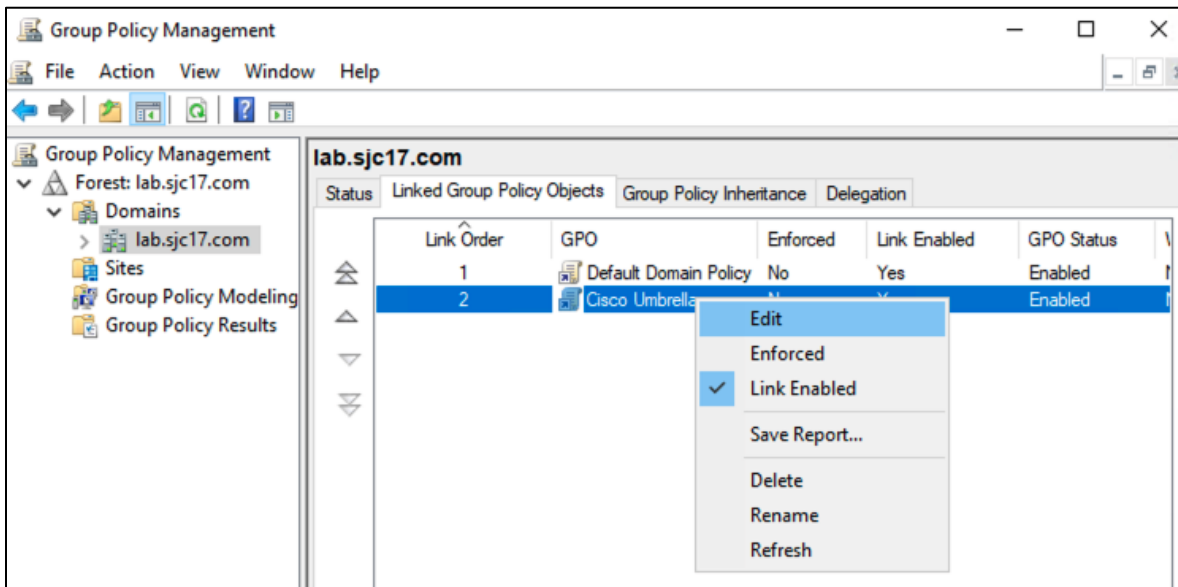 Group Policy Management
File Action View Window Help
Group Policy Management
Forest: lab.sjc17.com
Domains
lab.sjc17.com
Sites
Group Policy Modeling
Group Policy Results
lab.sjc17.com
Status Linked Group Policy Objects Group Policy Inheritance Delegation
Link Order GPO Enforced Link Enabled GPO Status
1 Default Domain Policy No Yes Enabled
2 Cisco Umbrella Enabled
Edit
Enforced
Link Enabled
Save Report...
Delete
Rename
Refresh